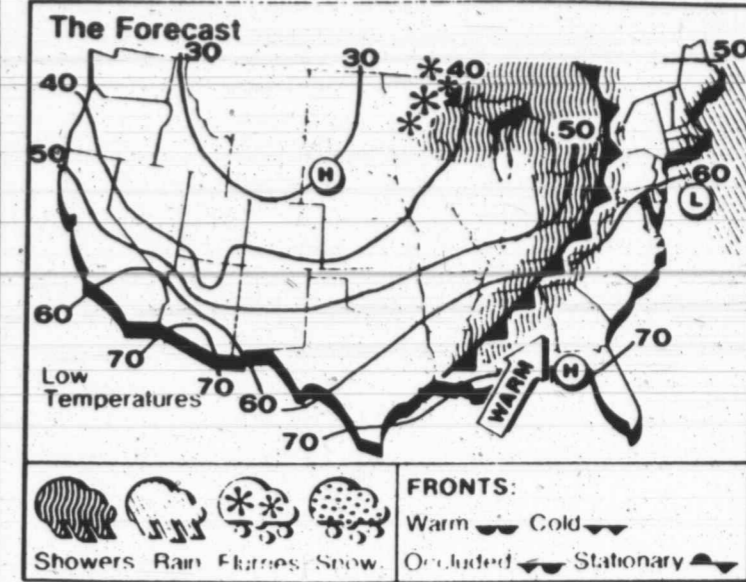 The Forecast
30 30 50
40 40
50 50
H
60
L
60
70 70
Low 70 H
Temperatures 60 WARM
70
FRONTS:
Warm Cold
Showers Rain Flurries Snow
Occluded Stationary